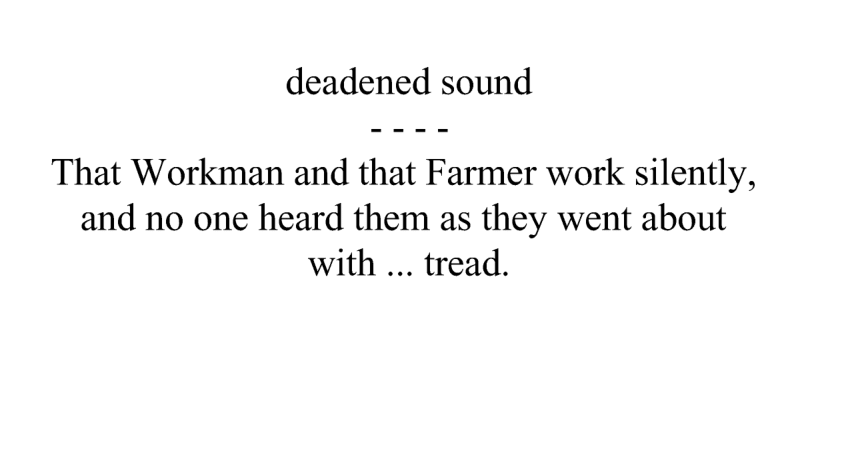 deadened sound
- - - -
That Workman and that Farmer work silently,
and no one heard them as they went about
with ... tread.